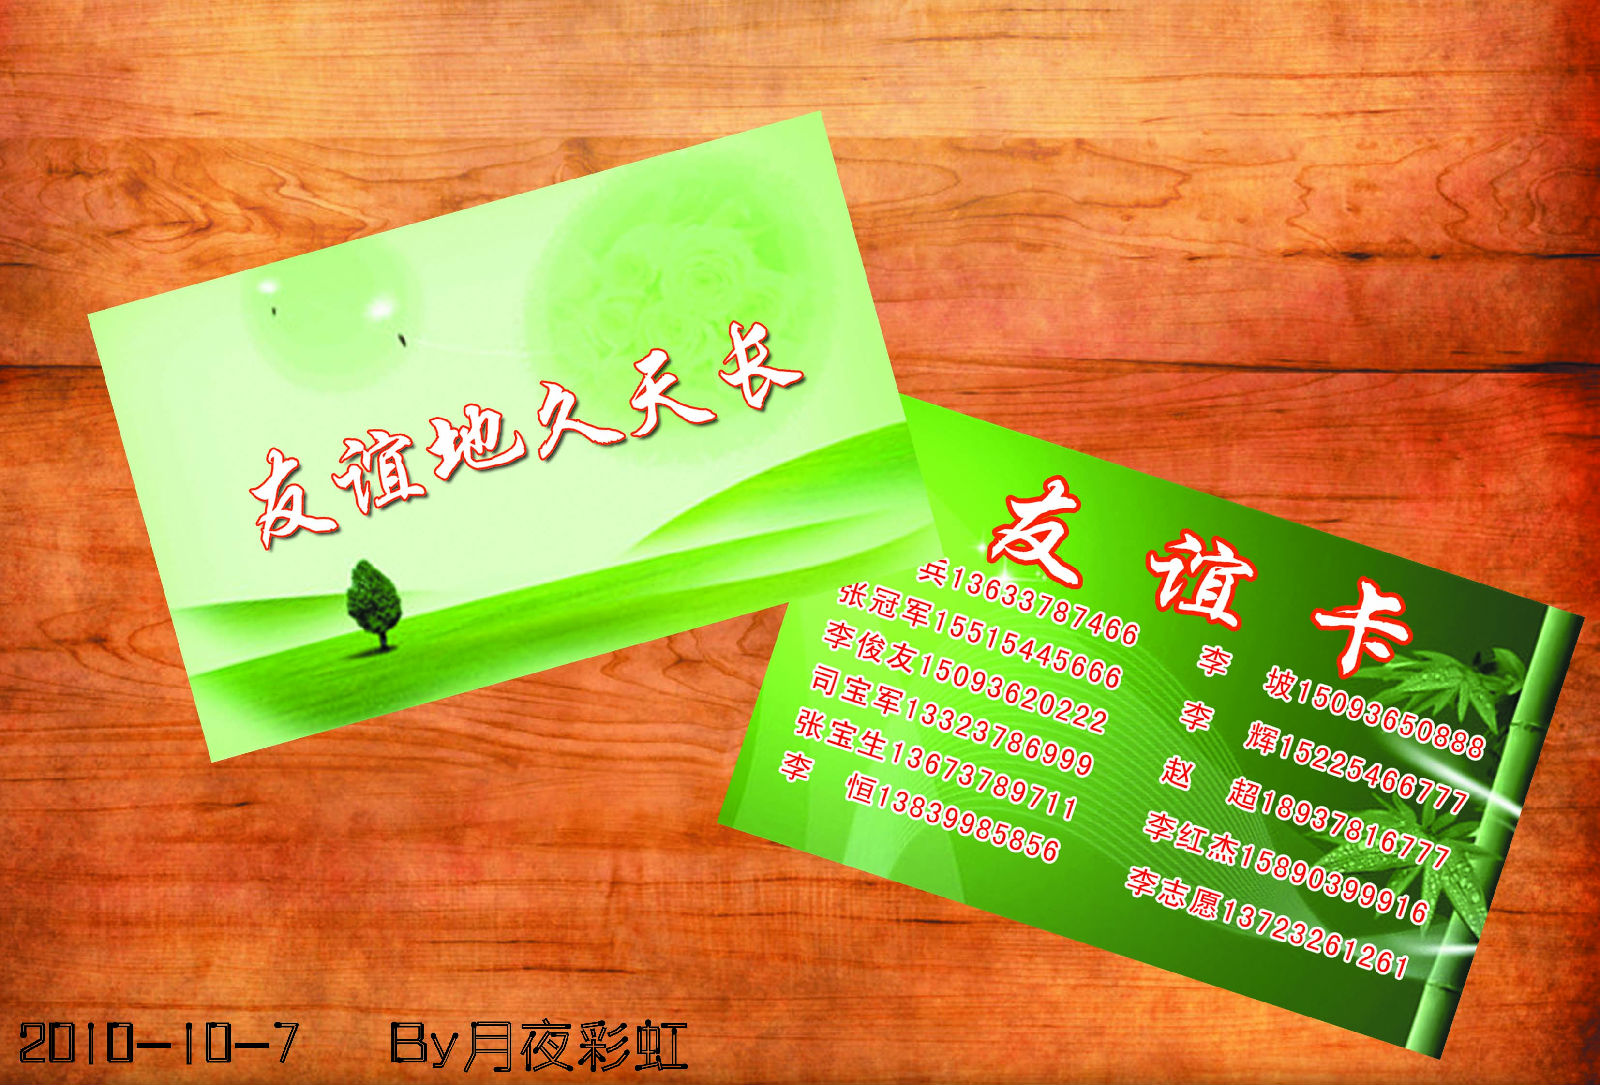 友谊地久天长
友谊卡
兵13633787466
张冠军15515445666
李俊友15093620222
司宝军13323786999
张宝生13673789711
李 恒13839985856
李 坡15093650888
李 辉15225466777
赵 超18937816777
李红杰15890399916
李志愿13723261261
2010-10-7 By月夜彩虹